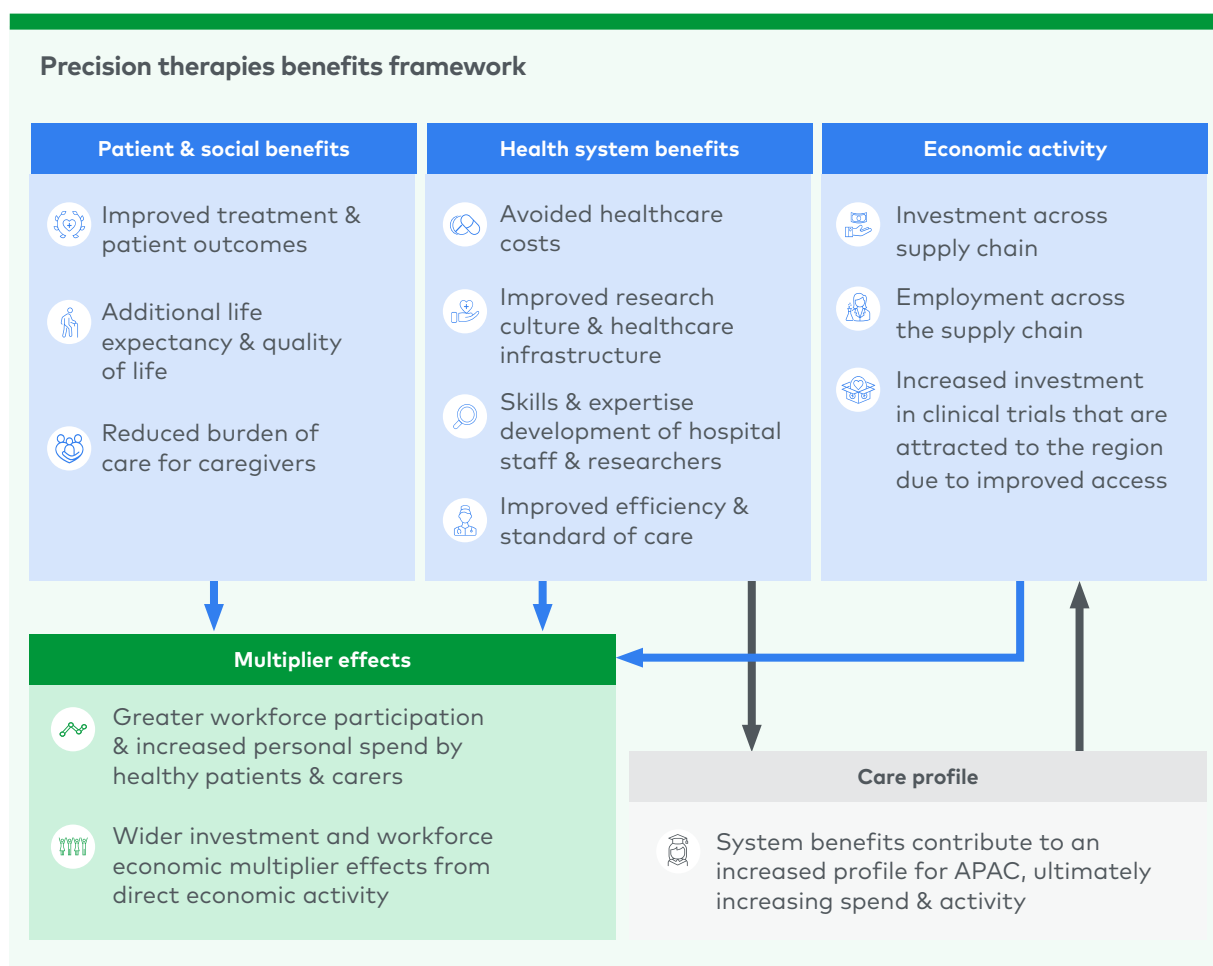 Precision therapies benefits framework
Patient & social benefits
Improved treatment &
patient outcomes
Additional life
expectancy & quality
of life
Reduced burden of
care for caregivers
Health system benefits
Avoided healthcare
costs
Improved research
culture & healthcare
infrastructure
Skills & expertise
development of hospital
staff & researchers
Improved efficiency &
standard of care
Economic activity
Investment across
supply chain
Employment across
the supply chain
Increased investment
in clinical trials that are
attracted to the region
due to improved access
Multiplier effects
Greater workforce participation
& increased personal spend by
healthy patients & carers
Wider investment and workforce
economic multiplier effects from
direct economic activity
Care profile
System benefits contribute to an
increased profile for APAC, ultimately
increasing spend & activity